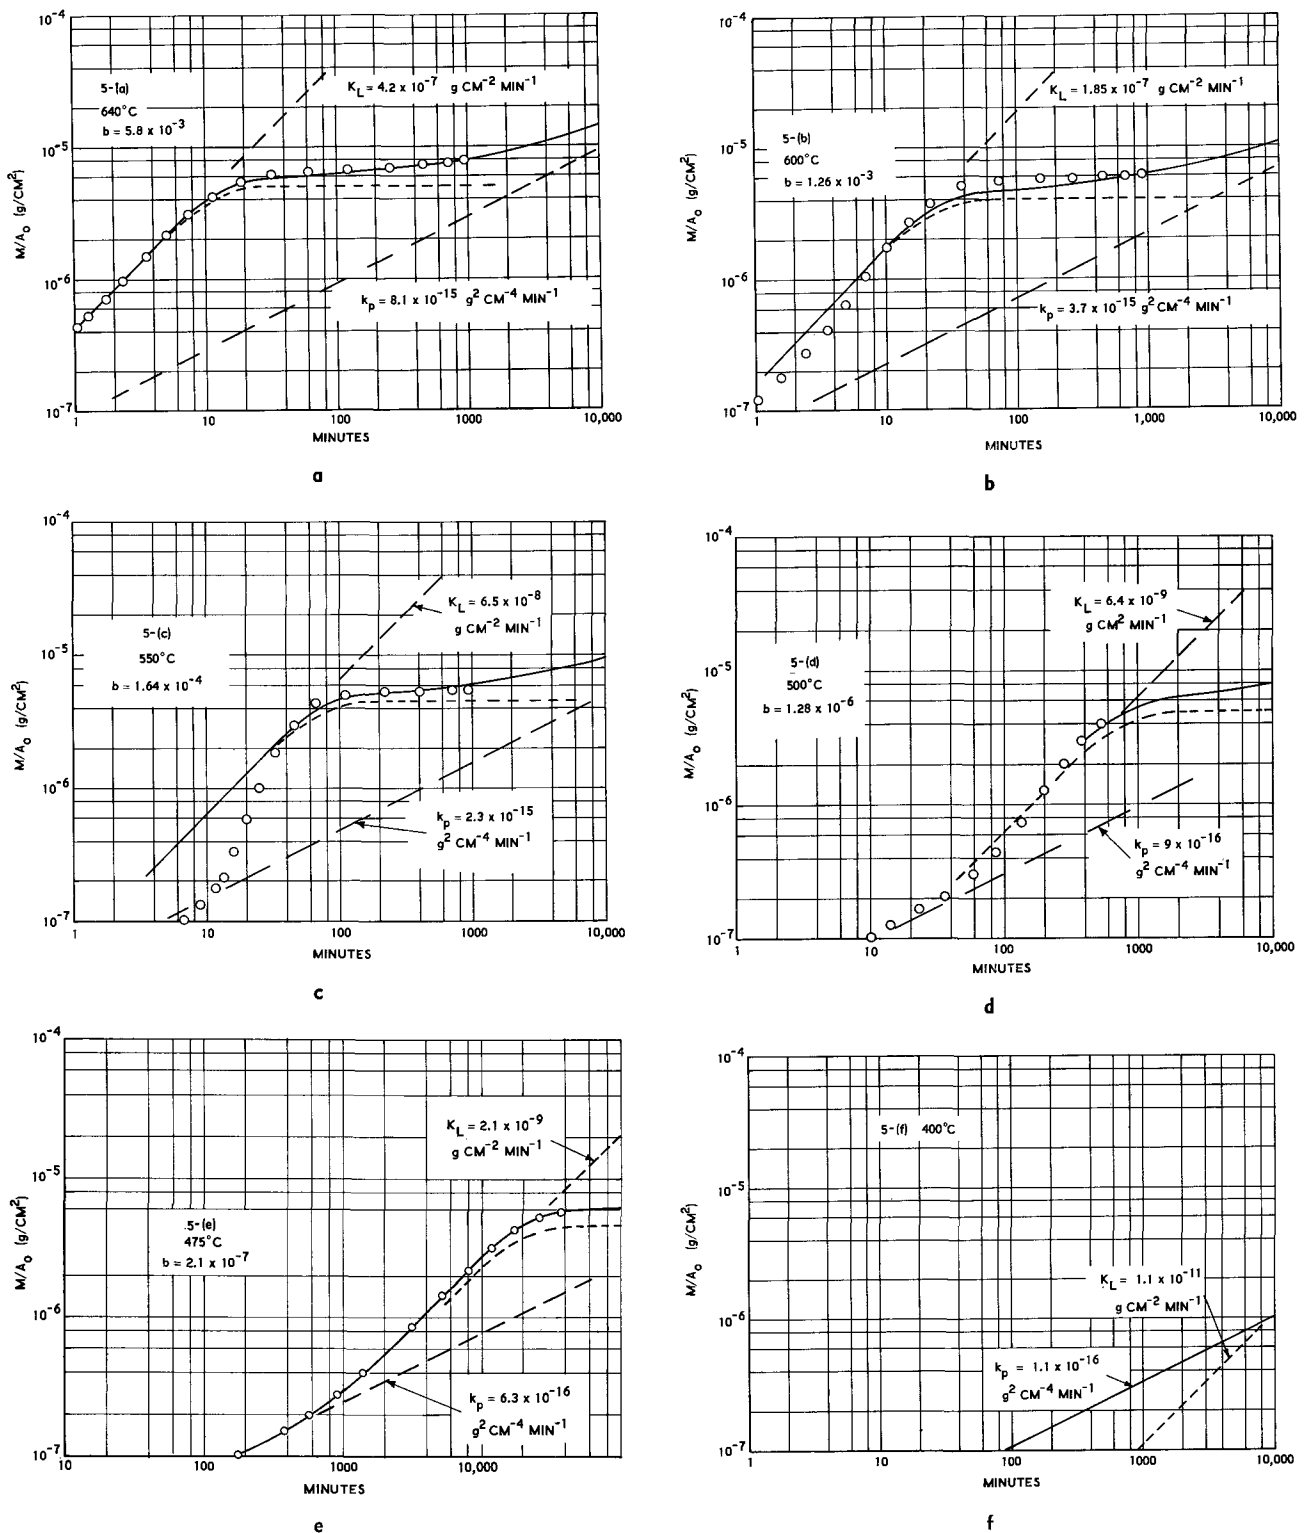 10⁻⁴
5-(a)
640°C
b = 5.8 x 10⁻³
K_L = 4.2 x 10⁻⁷ g CM⁻² MIN⁻¹
10⁻⁵
M/A₀ (g/CM²)
10⁻⁶
k_p = 8.1 x 10⁻¹⁵ g² CM⁻⁴ MIN⁻¹
10⁻⁷
1 10 100 1000 10,000
MINUTES
a
10⁻⁴
K_L = 1.85 x 10⁻⁷ g CM⁻² MIN⁻¹
5-(b)
600°C
b = 1.26 x 10⁻³
10⁻⁵
M/A₀ (g/CM²)
10⁻⁶
k_p = 3.7 x 10⁻¹⁵ g² CM⁻⁴ MIN⁻¹
10⁻⁷
1 10 100 1,000 10,000
MINUTES
b
10⁻⁴
K_L = 6.5 x 10⁻⁸
g CM⁻² MIN⁻¹
5-(c)
550°C
b = 1.64 x 10⁻⁴
10⁻⁵
M/A₀ (g/CM²)
10⁻⁶
k_p = 2.3 x 10⁻¹⁵
g² CM⁻⁴ MIN⁻¹
10⁻⁷
1 10 100 1000 10,000
MINUTES
c
10⁻⁴
K_L = 6.4 x 10⁻⁹
g CM² MIN⁻¹
5-(d)
500°C
b = 1.28 x 10⁻⁶
10⁻⁵
M/A₀ (g/CM²)
10⁻⁶
k_p = 9 x 10⁻¹⁶
g² CM⁻⁴ MIN⁻¹
10⁻⁷
1 10 100 1000 10,000
MINUTES
d
10⁻⁴
K_L = 2.1 x 10⁻⁹
g CM⁻² MIN⁻¹
10⁻⁵
5-(e)
475°C
b = 2.1 x 10⁻⁷
M/A₀ (g/CM²)
10⁻⁶
k_p = 6.3 x 10⁻¹⁶
g² CM⁻⁴ MIN⁻¹
10⁻⁷
10 100 1000 10,000
MINUTES
e
10⁻⁴
5-(f) 400°C
10⁻⁵
M/A₀ (g/CM²)
K_L = 1.1 x 10⁻¹¹
g CM⁻² MIN⁻¹
10⁻⁶
k_p = 1.1 x 10⁻¹⁶
g² CM⁻⁴ MIN⁻¹
10⁻⁷
1 10 100 1000 10,000
MINUTES
f